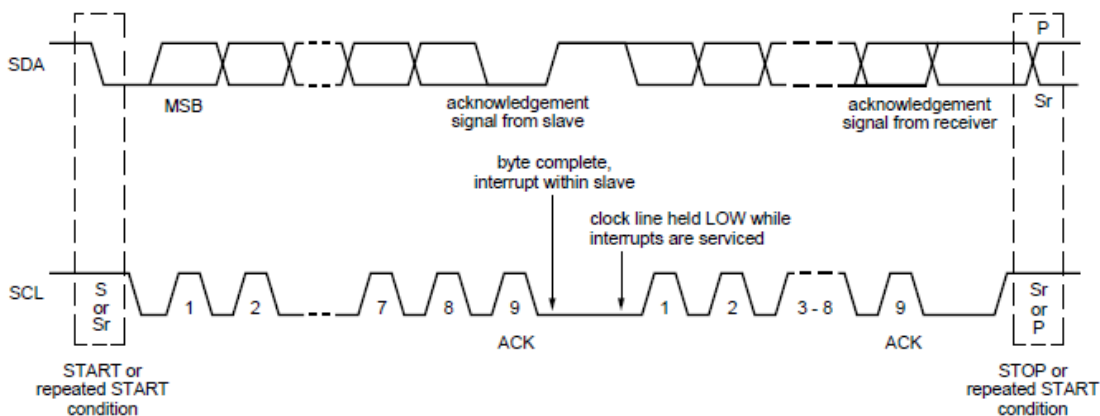 P
SDA
MSB
acknowledgement
signal from slave
acknowledgement
signal from receiver
Sr
byte complete,
interrupt within slave
clock line held LOW while
interrupts are serviced
SCL
S
or
Sr
1
2
7
8
9
1
2
3 - 8
9
Sr
or
P
ACK
ACK
START or
repeated START
condition
STOP or
repeated START
condition